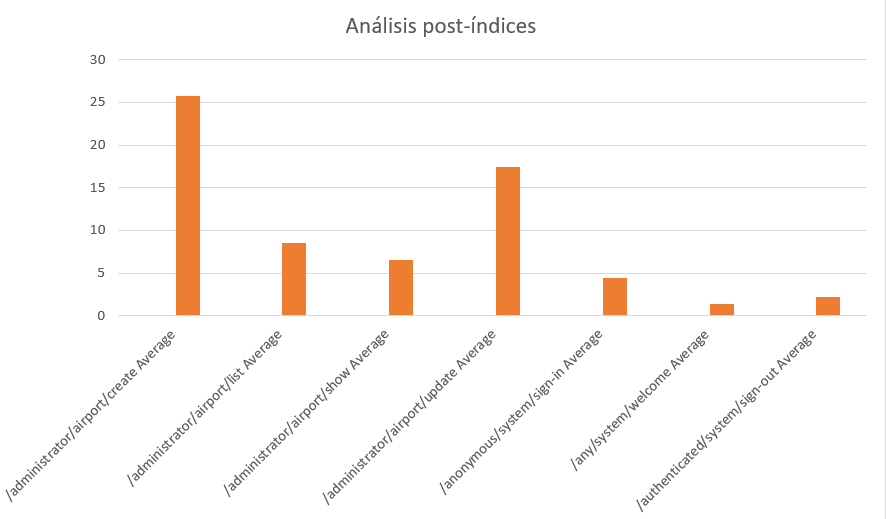 Análisis post-índices
30
25
20
15
10
5
0
/administrator/airport/create Average
/administrator/airport/list Average
/administrator/airport/show Average
/administrator/airport/update Average
/anonymous/system/sign-in Average
/any/system/welcome Average
/authenticated/system/sign-out Average